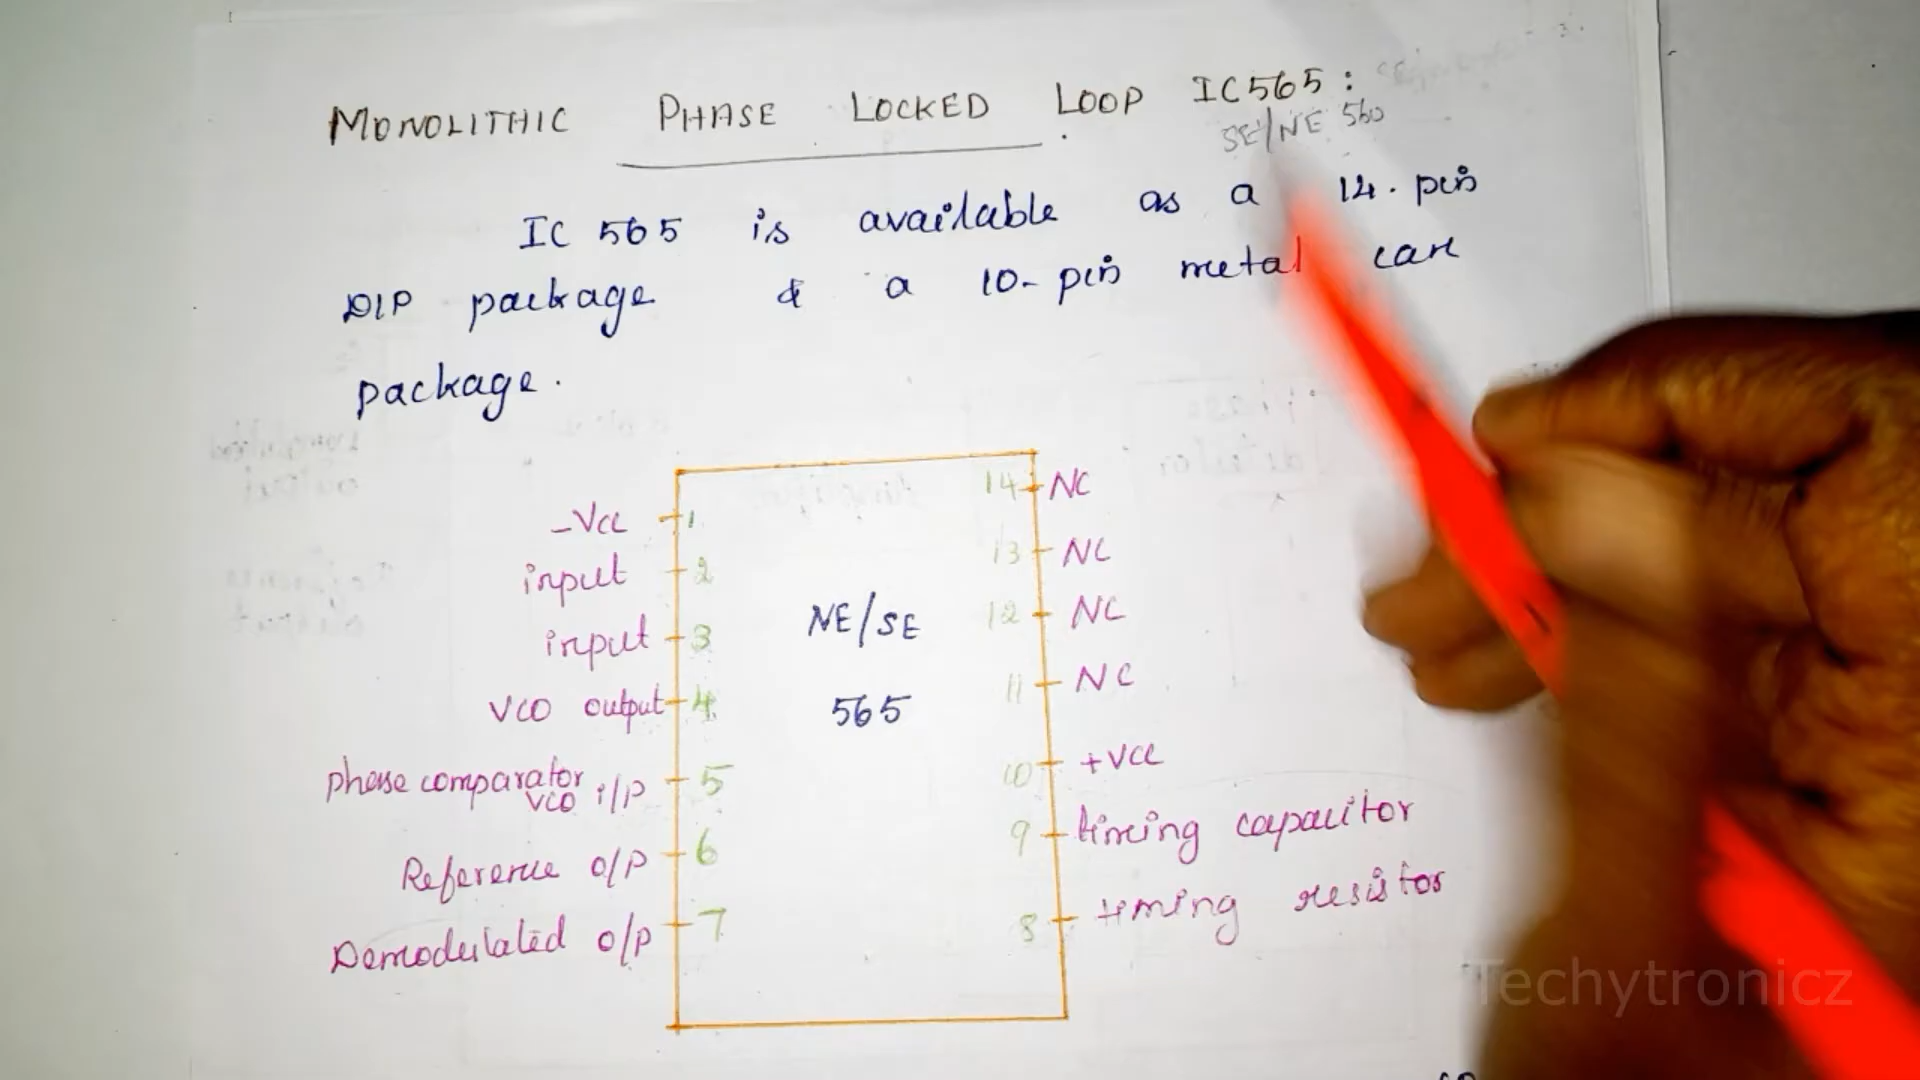 MONOLITHIC PHASE LOCKED LOOP IC565:
SE/NE 560
IC 565 is available as a 14-pin
DIP package & a 10-pin metal can
package.
-Vcc 1
input 2
input 3
VCO output 4
phase comparator
VCO i/p 5
Reference o/p 6
Demodulated o/p 7
NE/SE
565
14 NC
13 NC
12 NC
11 NC
10 +Vcc
9 timing capacitor
8 timing resistor
Techytronicz